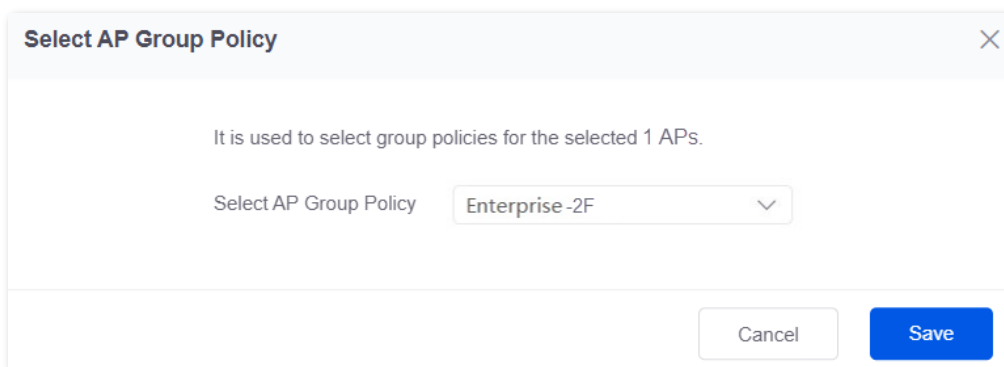 Select AP Group Policy
It is used to select group policies for the selected 1 APs.
Select AP Group Policy Enterprise -2F
Cancel Save